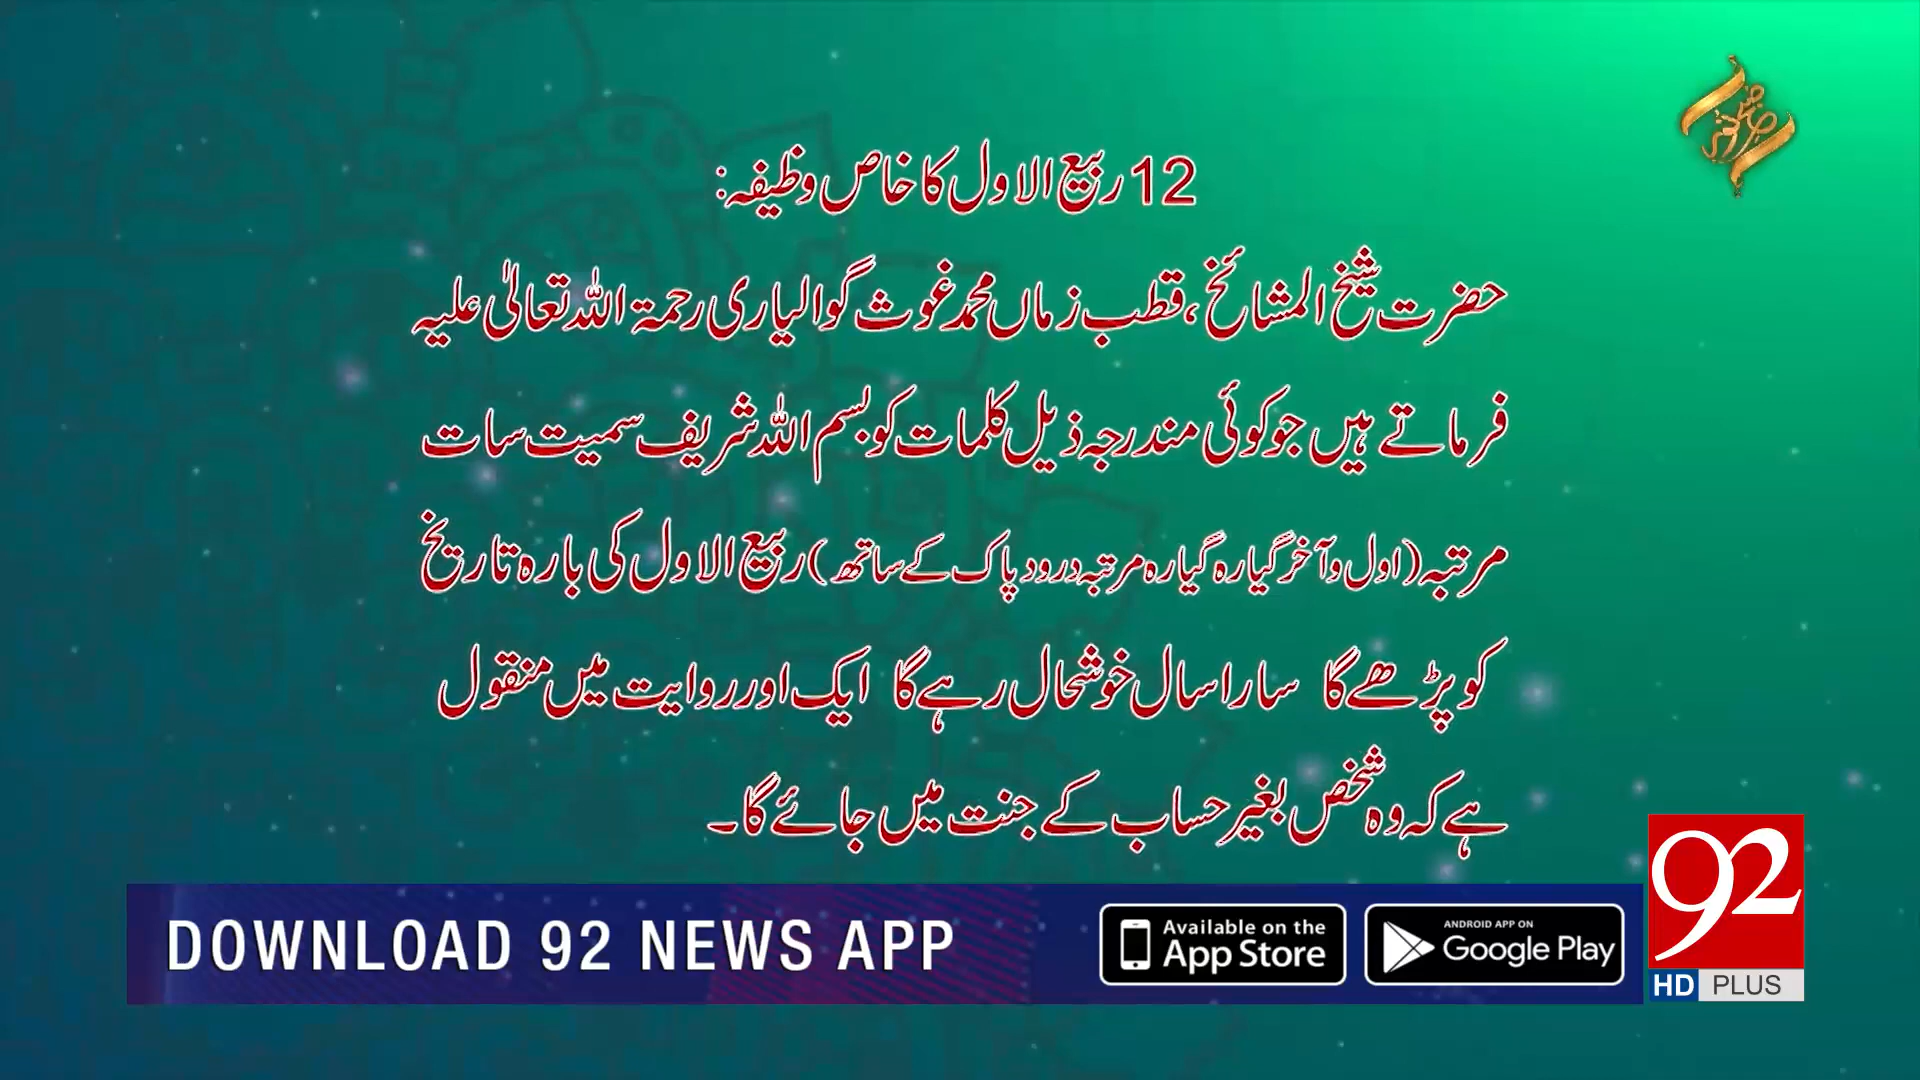 12 ربیع الاول کا خاص وظیفہ:
حضرت شیخ المشائخ، قطب زماں محمد غوث گوالیاری رحمۃ اللہ تعالیٰ علیہ
فرماتے ہیں جو کوئی مندرجہ ذیل کلمات کو بسم اللہ شریف سمیت سات
مرتبہ (اول و آخر گیارہ گیارہ مرتبہ درود پاک کے ساتھ) ربیع الاول کی بارہ تاریخ
کو پڑھے گا سارا سال خوشحال رہے گا ایک اور روایت میں منقول
ہے کہ وہ شخص بغیر حساب کے جنت میں جائے گا۔
DOWNLOAD 92 NEWS APP
Available on the
App Store
ANDROID APP ON
Google Play
92
HD PLUS